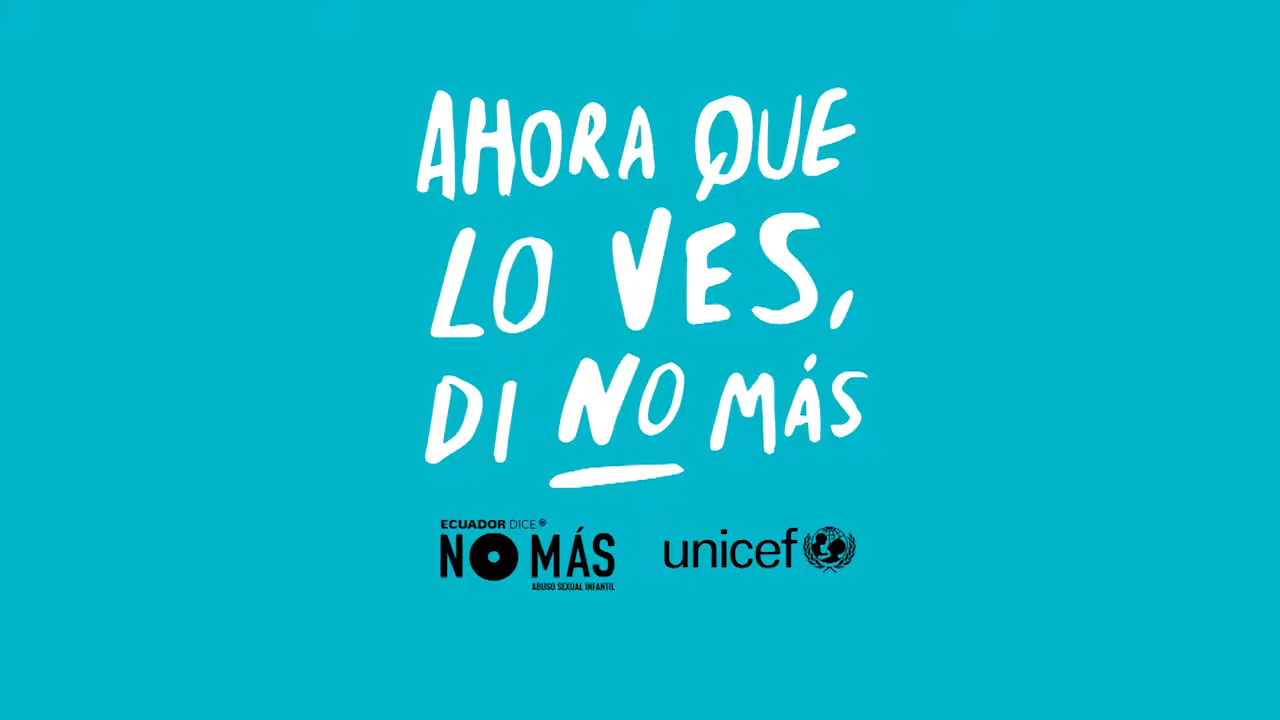 AHORA QUE
LO VES,
DI NO MÁS
ECUADOR DICE®
NO MÁS
ABUSO SEXUAL INFANTIL
unicef